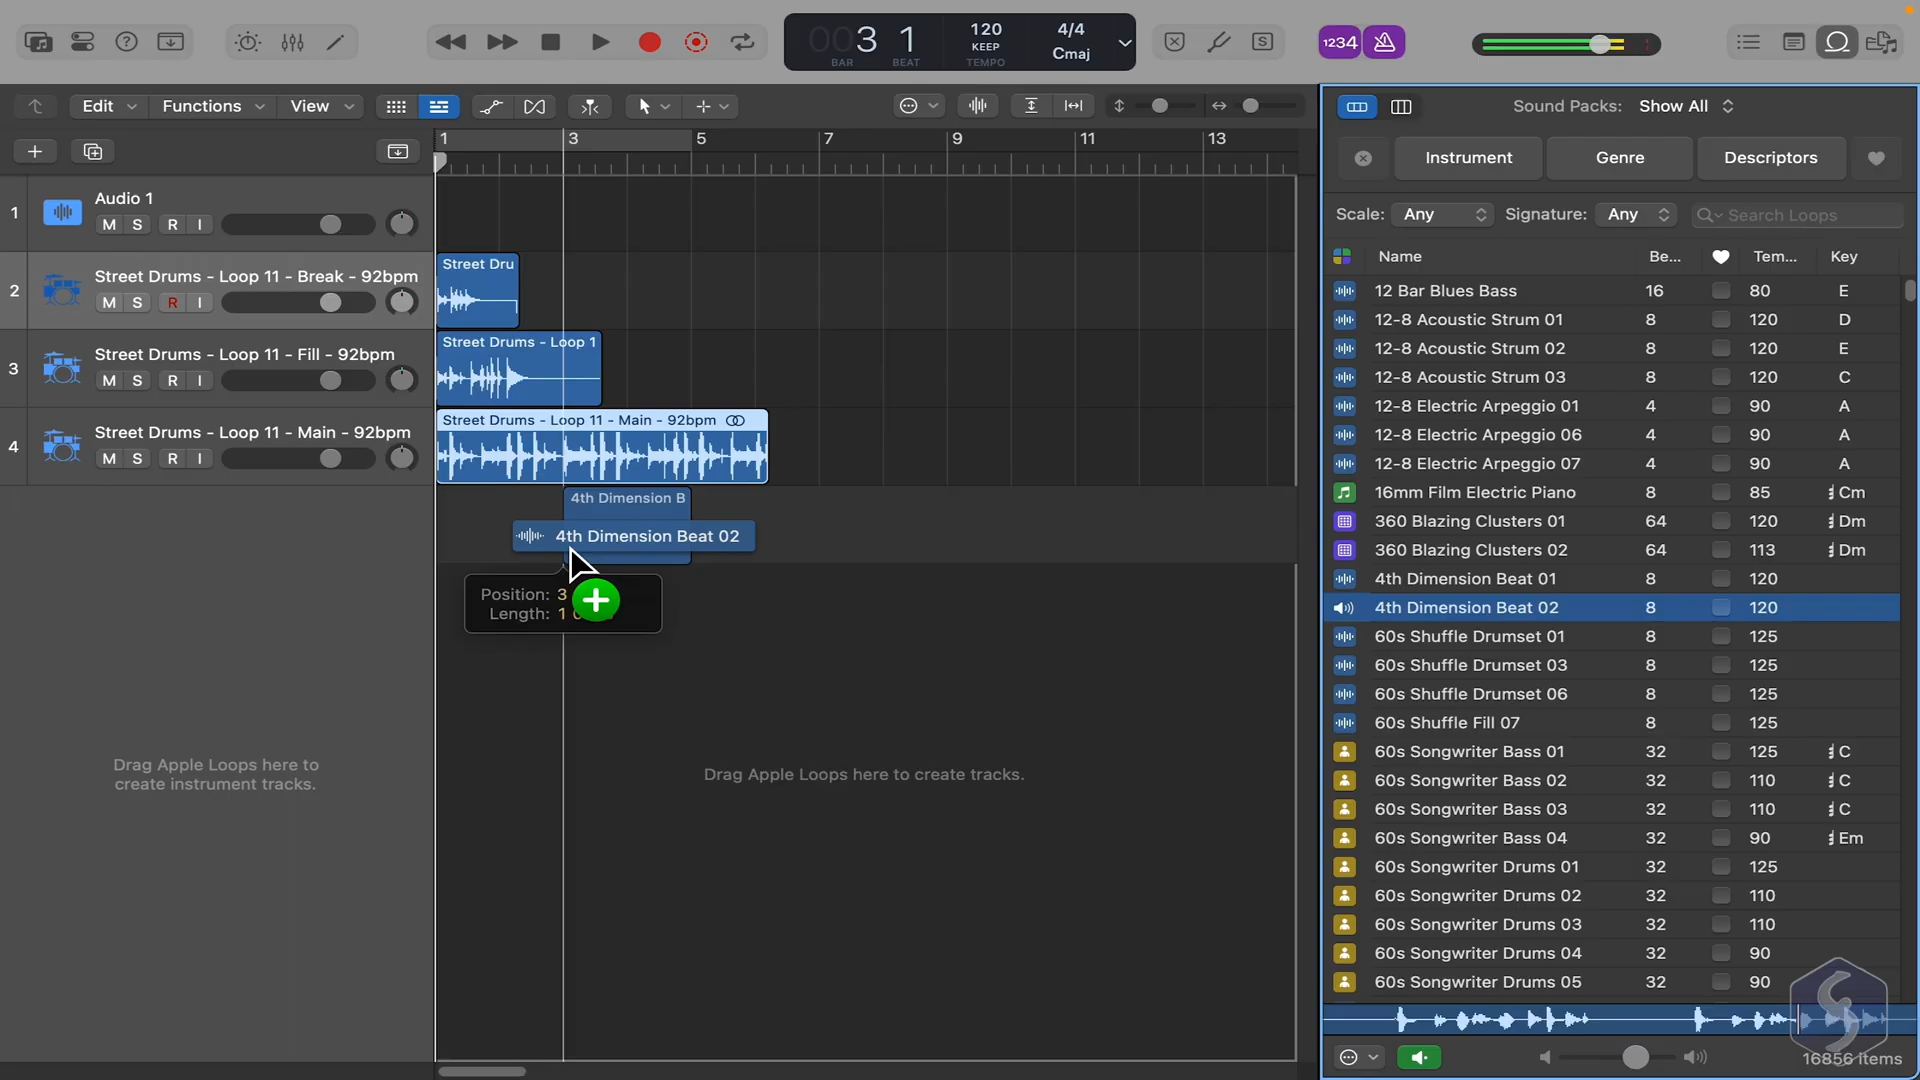 003 1
BAR BEAT
120
KEEP
TEMPO
4/4
Cmaj
S
1234
Edit Functions View
1 3 5 7 9 11 13
1 Audio 1
M S R I
2 Street Drums - Loop 11 - Break - 92bpm
M S R I
3 Street Drums - Loop 11 - Fill - 92bpm
M S R I
4 Street Drums - Loop 11 - Main - 92bpm
M S R I
Street Dru
Street Drums - Loop 1
Street Drums - Loop 11 - Main - 92bpm
4th Dimension B
4th Dimension Beat 02
Position: 3
Length: 1
Drag Apple Loops here to
create instrument tracks.
Drag Apple Loops here to create tracks.
Sound Packs: Show All
Instrument Genre Descriptors
Scale: Any Signature: Any Search Loops
Name Be... Tem... Key
12 Bar Blues Bass 16 80 E
12-8 Acoustic Strum 01 8 120 D
12-8 Acoustic Strum 02 8 120 E
12-8 Acoustic Strum 03 8 120 C
12-8 Electric Arpeggio 01 4 90 A
12-8 Electric Arpeggio 06 4 90 A
12-8 Electric Arpeggio 07 4 90 A
16mm Film Electric Piano 8 85 Cm
360 Blazing Clusters 01 64 120 Dm
360 Blazing Clusters 02 64 113 Dm
4th Dimension Beat 01 8 120
4th Dimension Beat 02 8 120
60s Shuffle Drumset 01 8 125
60s Shuffle Drumset 03 8 125
60s Shuffle Drumset 06 8 125
60s Shuffle Fill 07 8 125
60s Songwriter Bass 01 32 125 C
60s Songwriter Bass 02 32 110 C
60s Songwriter Bass 03 32 110 C
60s Songwriter Bass 04 32 90 Em
60s Songwriter Drums 01 32 125
60s Songwriter Drums 02 32 110
60s Songwriter Drums 03 32 110
60s Songwriter Drums 04 32 90
60s Songwriter Drums 05 32 90
16856 items